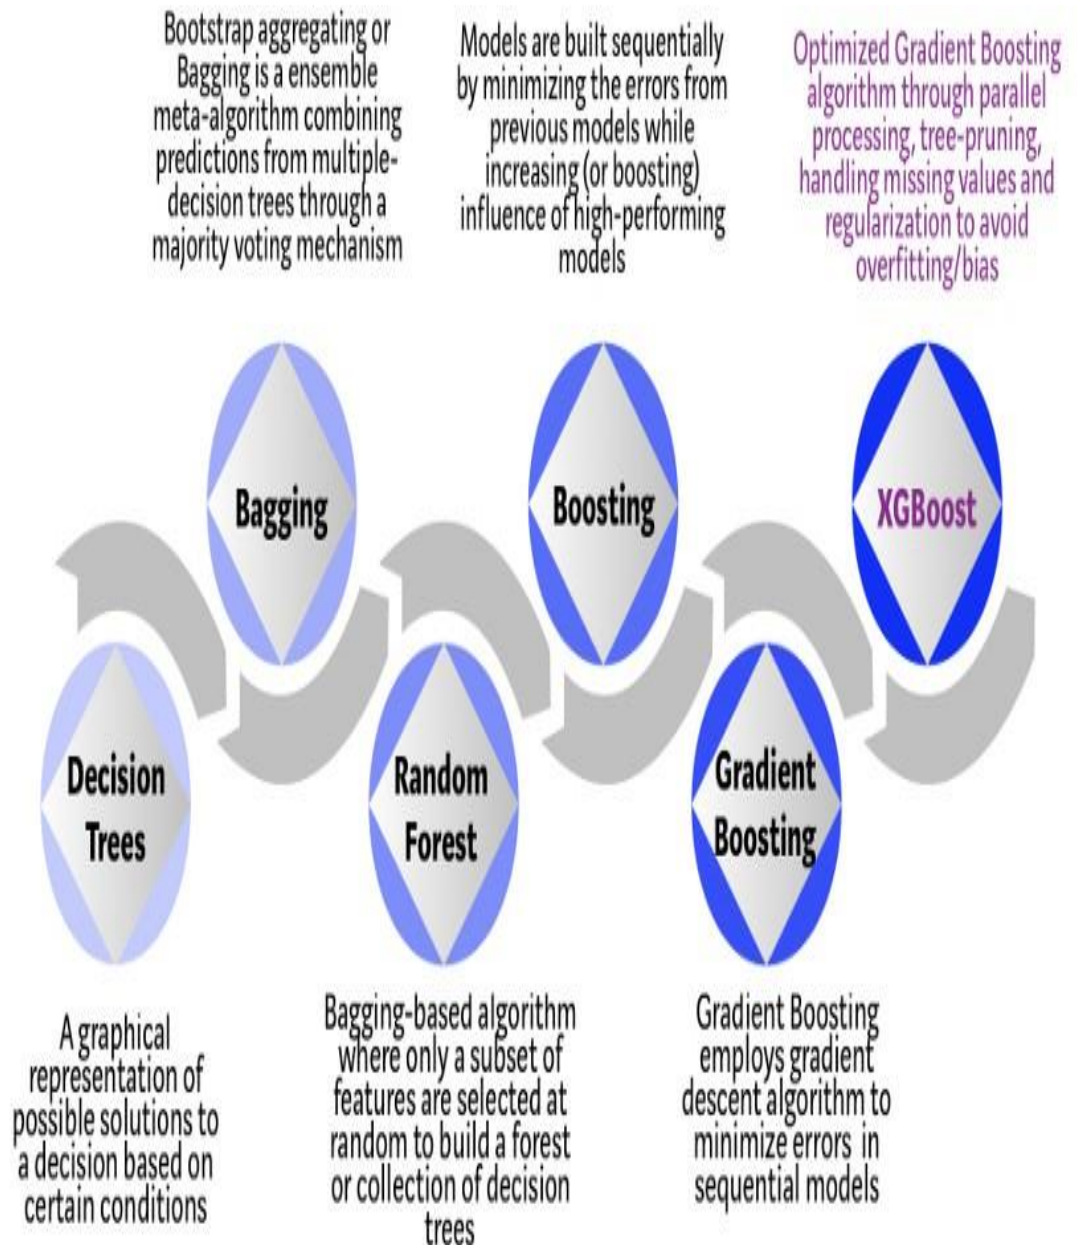 Bootstrap aggregating or
Bagging is a ensemble
meta-algorithm combining
predictions from multiple-
decision trees through a
majority voting mechanism
Models are built sequentially
by minimizing the errors from
previous models while
increasing (or boosting)
influence of high-performing
models
Optimized Gradient Boosting
algorithm through parallel
processing, tree-pruning,
handling missing values and
regularization to avoid
overfitting/bias
Bagging
Boosting
XGBoost
Decision
Trees
Random
Forest
Gradient
Boosting
A graphical
representation of
possible solutions to
a decision based on
certain conditions
Bagging-based algorithm
where only a subset of
features are selected at
random to build a forest
or collection of decision
trees
Gradient Boosting
employs gradient
descent algorithm to
minimize errors in
sequential models